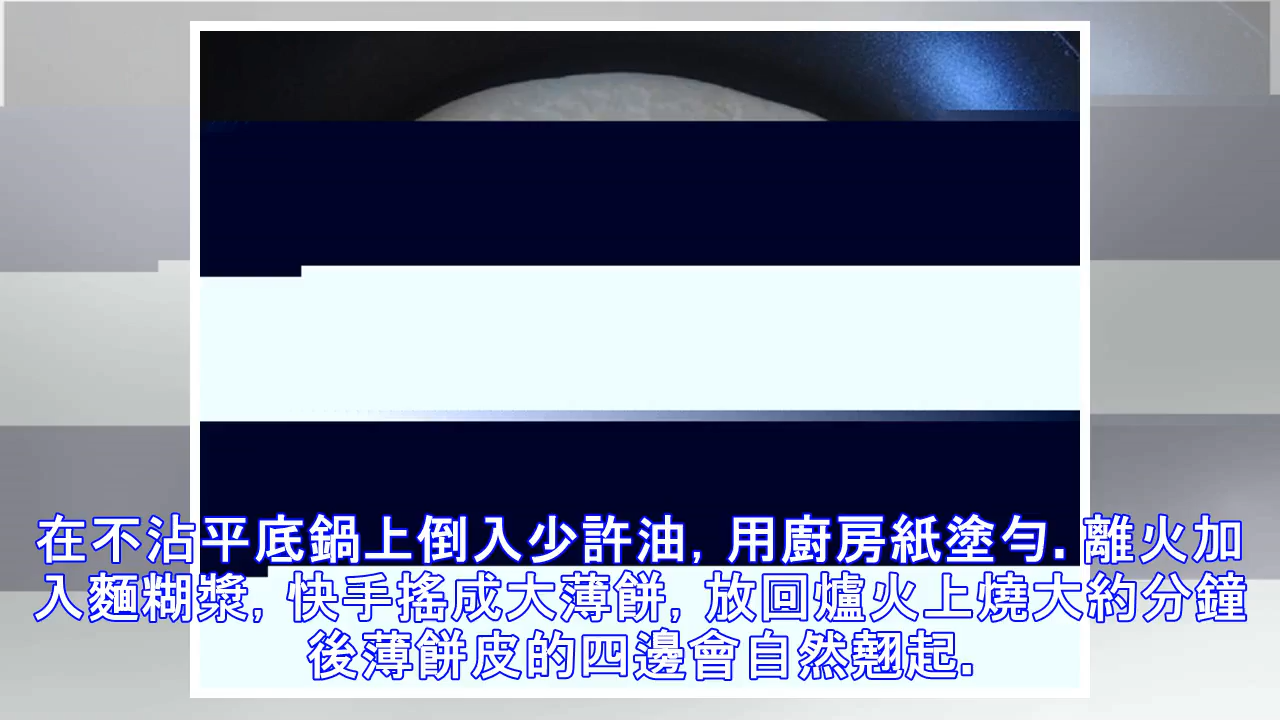 在不沾平底鍋上倒入少許油, 用廚房紙塗勻. 離火加
入麵糊漿, 快手搖成大薄餅, 放回爐火上燒大約分鐘
後薄餅皮的四邊會自然翹起.